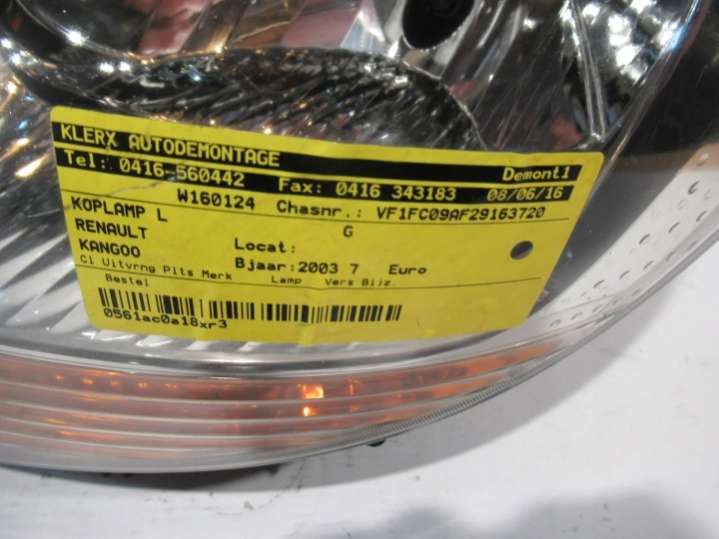 KLERX AUTODEMONTAGE Demont1
Tel: 0416-560442 Fax: 0416 343183 08/06/16
W160124 Chasnr.: VF1FC09AF29163720
KOPLAMP L G
RENAULT Locat:
KANGOO Bjaar:2003 7 Euro
Cl Uitvrng Plts Merk Lamp Vers Bijz.
Bestel
0561ac0a18xr3